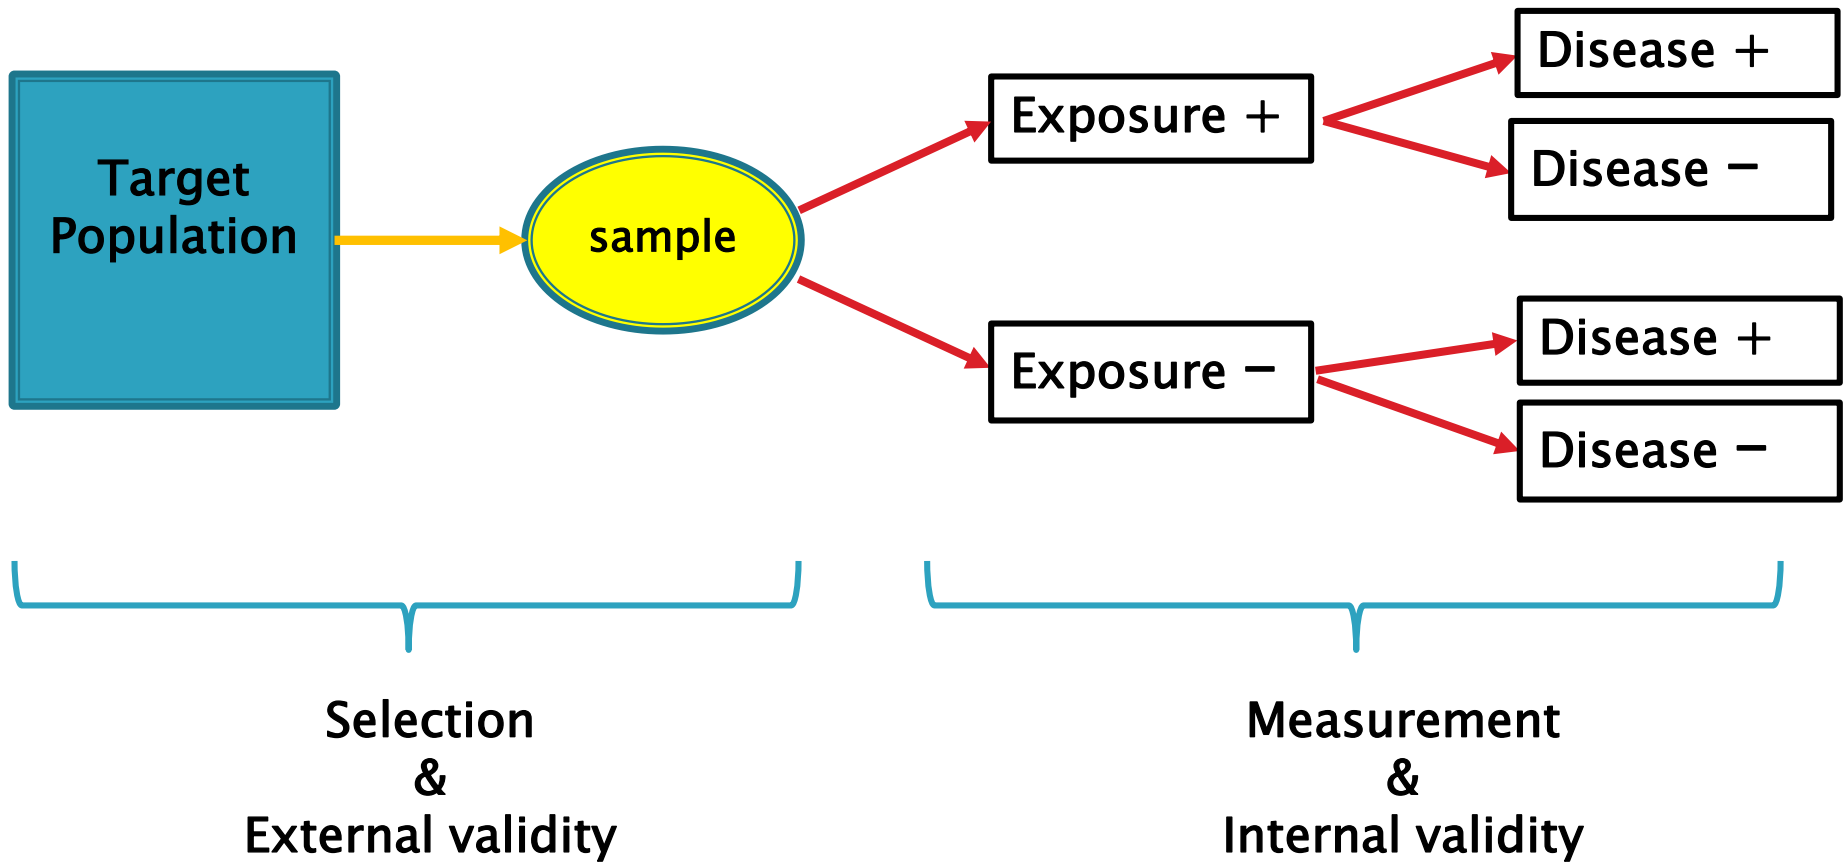 Target
Population
sample
Exposure +
Disease +
Disease −
Exposure −
Disease +
Disease −
Selection
&
External validity
Measurement
&
Internal validity